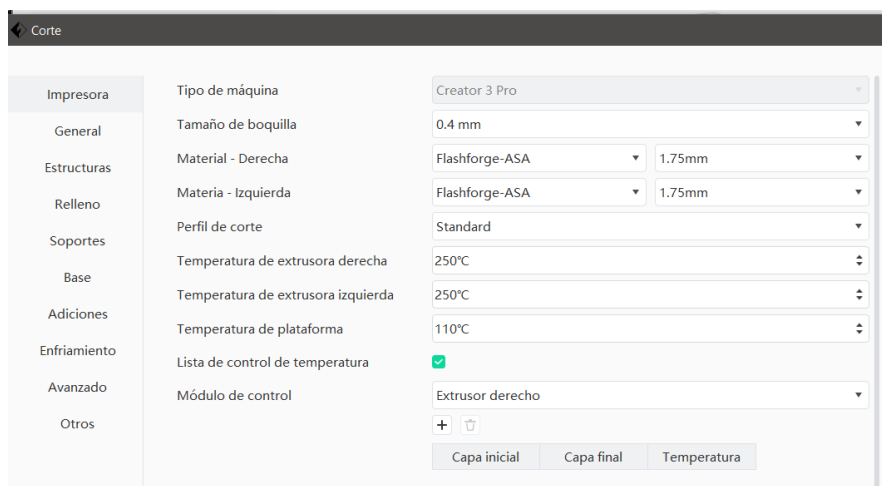 Corte
Impresora
General
Estructuras
Relleno
Soportes
Base
Adiciones
Enfriamiento
Avanzado
Otros
Tipo de máquina Creator 3 Pro
Tamaño de boquilla 0.4 mm
Material - Derecha Flashforge-ASA 1.75mm
Materia - Izquierda Flashforge-ASA 1.75mm
Perfil de corte Standard
Temperatura de extrusora derecha 250℃
Temperatura de extrusora izquierda 250℃
Temperatura de plataforma 110℃
Lista de control de temperatura
Módulo de control Extrusor derecho
Capa inicial Capa final Temperatura